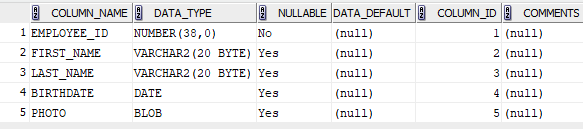 COLUMN_NAME DATA_TYPE NULLABLE DATA_DEFAULT COLUMN_ID COMMENTS
1 EMPLOYEE_ID NUMBER(38,0) No (null) 1 (null)
2 FIRST_NAME VARCHAR2(20 BYTE) Yes (null) 2 (null)
3 LAST_NAME VARCHAR2(20 BYTE) Yes (null) 3 (null)
4 BIRTHDATE DATE Yes (null) 4 (null)
5 PHOTO BLOB Yes (null) 5 (null)